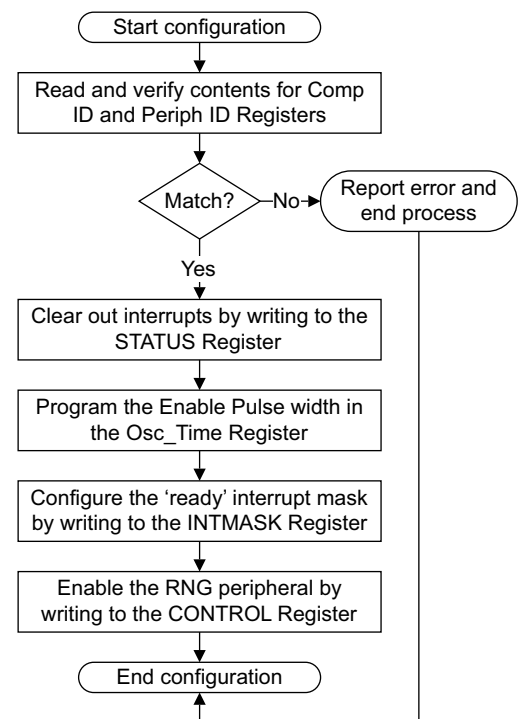 Start configuration
Read and verify contents for Comp
ID and Periph ID Registers
Match?
No
Report error and
end process
Yes
Clear out interrupts by writing to the
STATUS Register
Program the Enable Pulse width in
the Osc_Time Register
Configure the ‘ready’ interrupt mask
by writing to the INTMASK Register
Enable the RNG peripheral by
writing to the CONTROL Register
End configuration